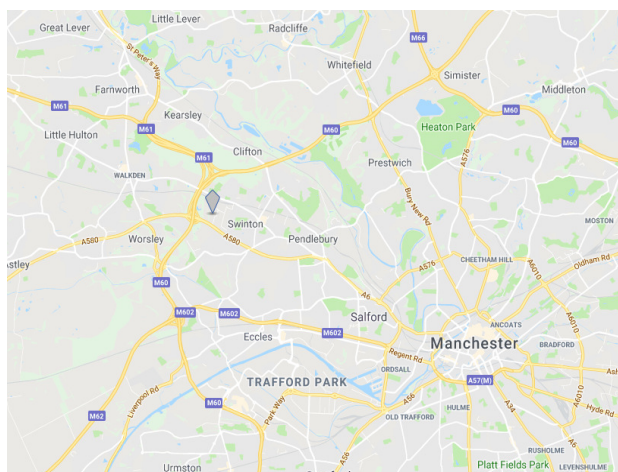 Little Lever
Great Lever
Radcliffe
St Peter's Way
M66
Whitefield
Simister
Farnworth
Middleton
M61
Kearsley
M60
M60
Little Hulton
M61
Heaton Park
A576
M60
Clifton
M61
Prestwich
WALKDEN
Bury New Rd
MOSTON
Swinton
A580
Worsley
A580
Pendlebury
CHEETHAM HILL
Oldham Rd
A576
A6010
Astley
M60
A6
M602
M602
Salford
A6010
ANCOATS
Eccles
M602
Manchester
BRADFORD
Regent Rd
ORDSALL
TRAFFORD PARK
A57(M)
Liverpool Rd
M60
Park Way
A56
HULME
A34
Hyde Rd
M62
OLD TRAFFORD
A6
RUSHOLME
A56
Urmston
Platt Fields Park
LEVENSHULME